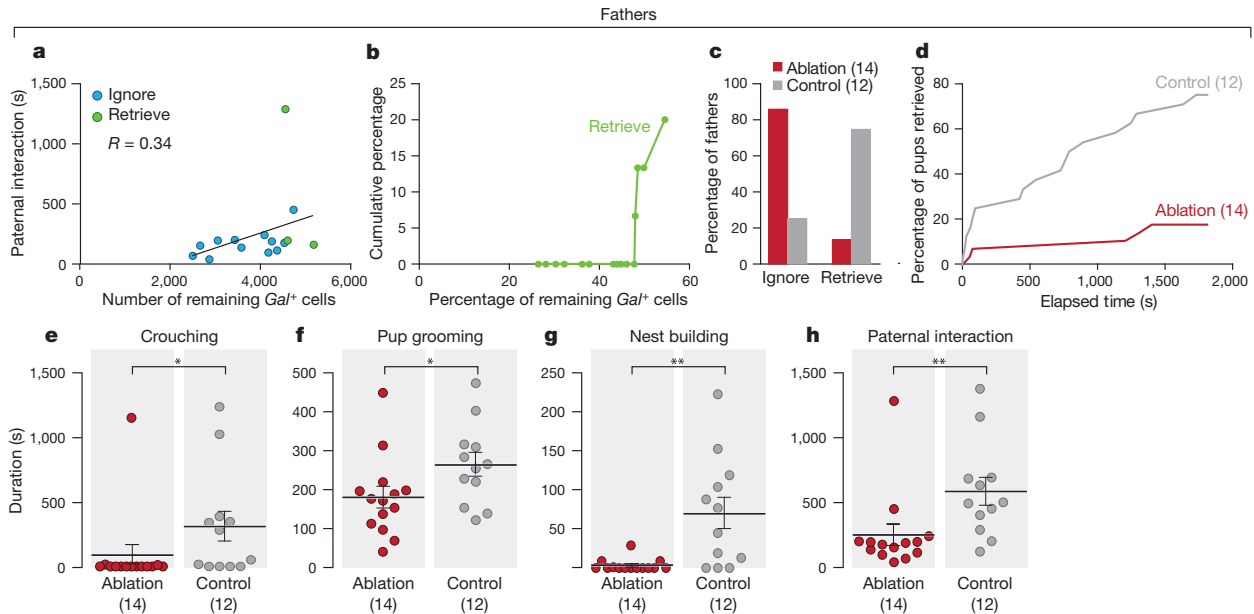 Fathers
a
1,500
1,000
500
0
Paternal interaction (s)
Ignore
Retrieve
R = 0.34
0 2,000 4,000 6,000
Number of remaining Gal+ cells
b
25
20
15
10
5
0
Cumulative percentage
Retrieve
0 20 40 60
Percentage of remaining Gal+ cells
c
Ablation (14)
Control (12)
100
80
60
40
20
0
Percentage of fathers
Ignore Retrieve
d
80
60
40
20
0
Percentage of pups retrieved
Control (12)
Ablation (14)
0 500 1,000 1,500 2,000
Elapsed time (s)
e
Crouching
*
1,500
1,000
500
0
Duration (s)
Ablation Control
(14) (12)
f
Pup grooming
*
500
400
300
200
100
0
Ablation Control
(14) (12)
g
Nest building
**
250
200
150
100
50
0
Ablation Control
(14) (12)
h
Paternal interaction
**
1,500
1,000
500
0
Ablation Control
(14) (12)